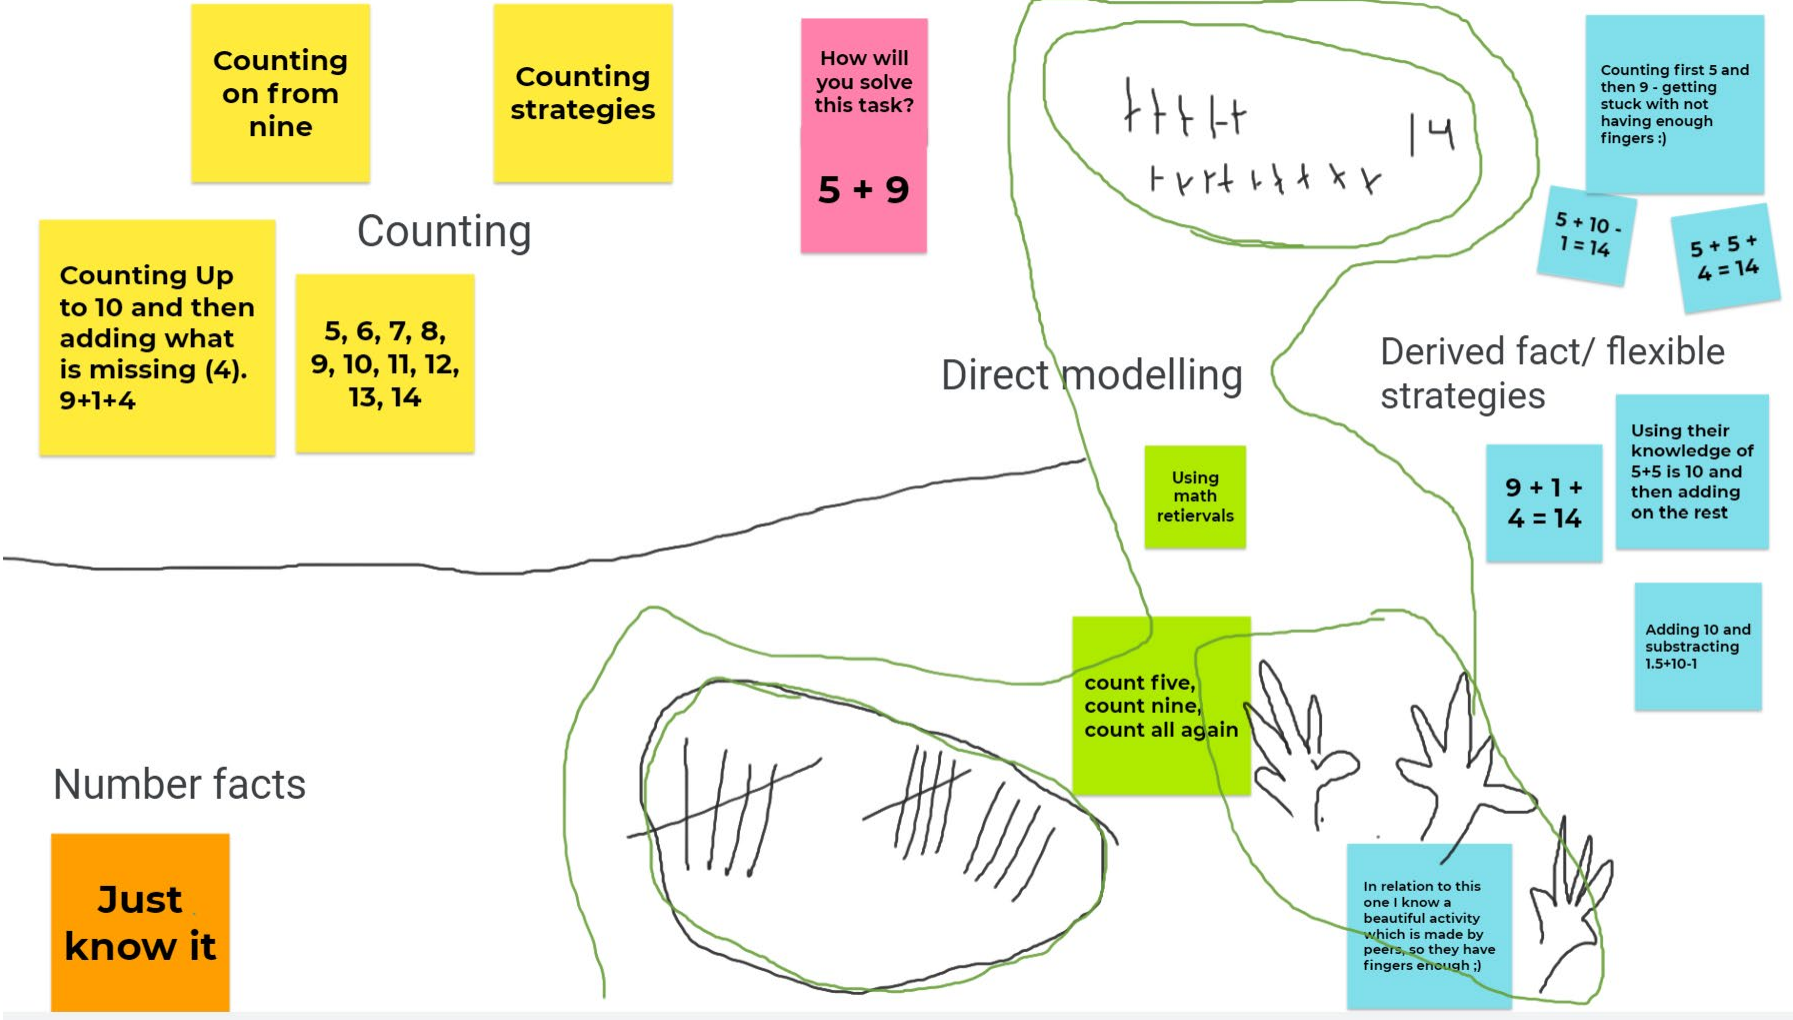 Counting
on from
nine
Counting
strategies
How will
you solve
this task?
5 + 9
14
Counting first 5 and
then 9 - getting
stuck with not
having enough
fingers :)
5 + 10 -
1 = 14
5 + 5 +
4 = 14
Counting
Counting Up
to 10 and then
adding what
is missing (4).
9+1+4
5, 6, 7, 8,
9, 10, 11, 12,
13, 14
Direct modelling
Derived fact/ flexible
strategies
Using
math
retiervals
9 + 1 +
4 = 14
Using their
knowledge of
5+5 is 10 and
then adding
on the rest
Adding 10 and
substracting
1.5+10-1
count five,
count nine,
count all again
Number facts
Just
know it
In relation to this
one I know a
beautiful activity
which is made by
peers, so they have
fingers enough ;)